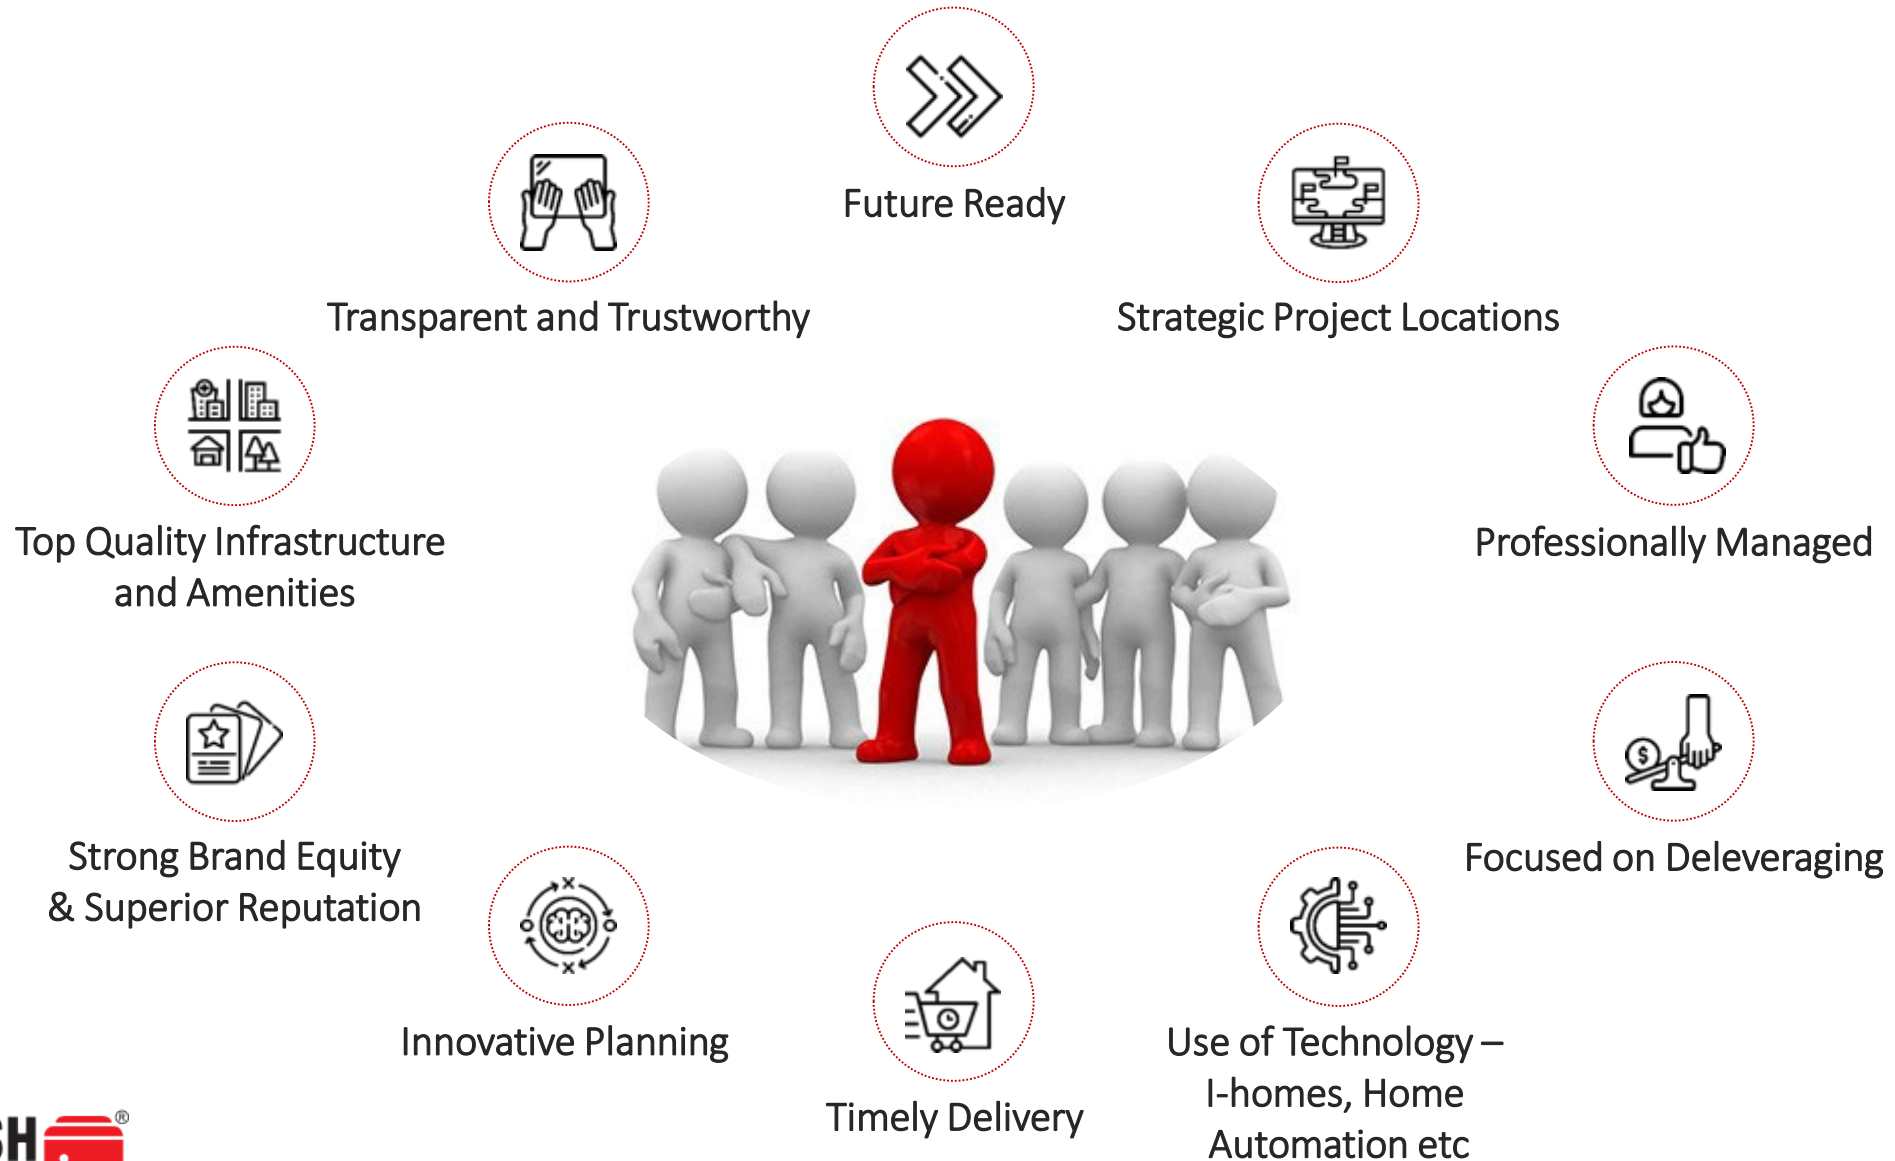 Future Ready
Transparent and Trustworthy
Strategic Project Locations
Top Quality Infrastructure
and Amenities
Professionally Managed
Strong Brand Equity
& Superior Reputation
Focused on Deleveraging
Innovative Planning
Use of Technology –
I-homes, Home
Automation etc
Timely Delivery
$
SH
®